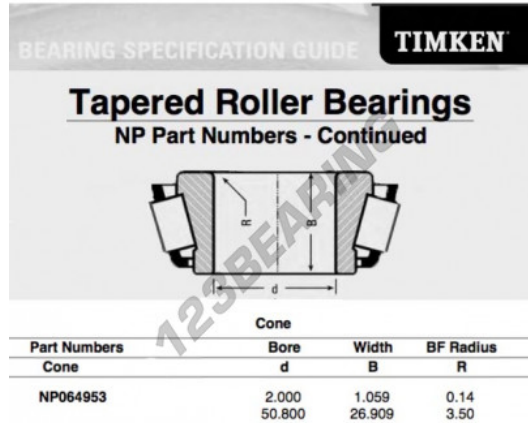 BEARING SPECIFICATION GUIDE
TIMKEN
Tapered Roller Bearings
NP Part Numbers - Continued
R
B
d
123BEARING
Cone
Part Numbers Bore Width BF Radius
Cone d B R
NP064953 2.000 1.059 0.14
50.800 26.909 3.50